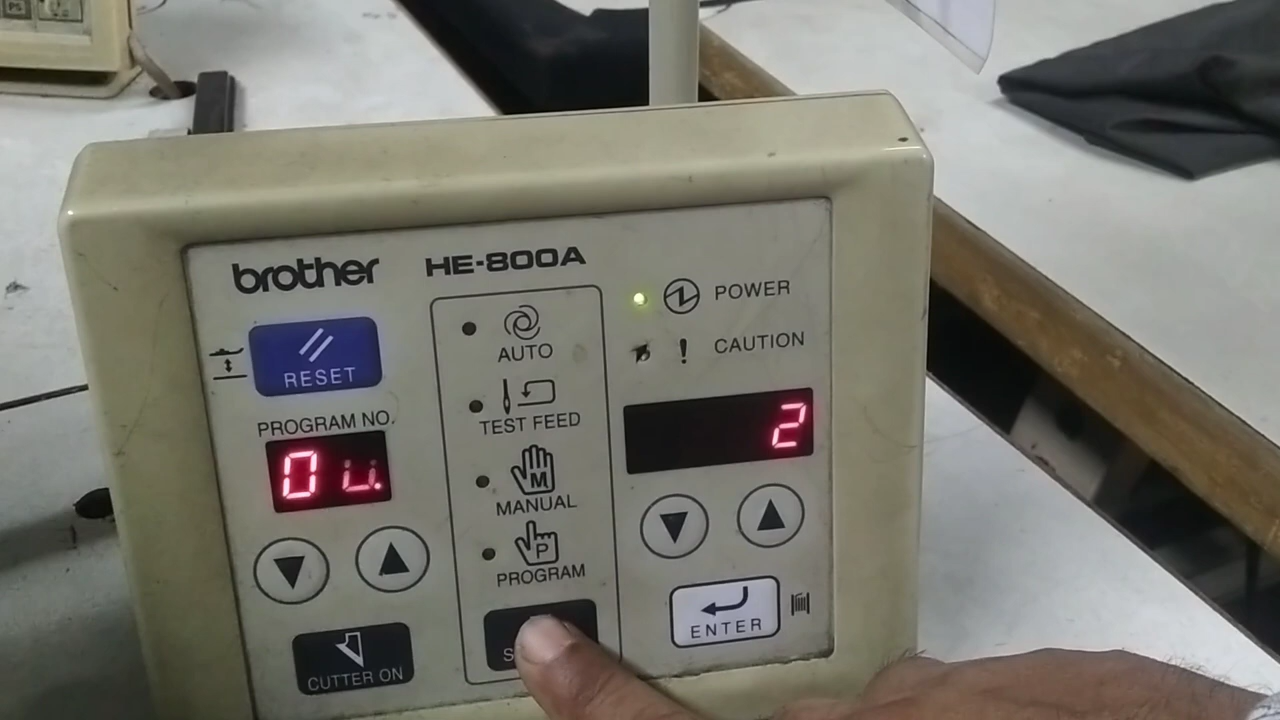 brother HE-800A
RESET
PROGRAM NO.
0 u.
CUTTER ON
AUTO
TEST FEED
M
MANUAL
P
PROGRAM
POWER
! CAUTION
2
ENTER